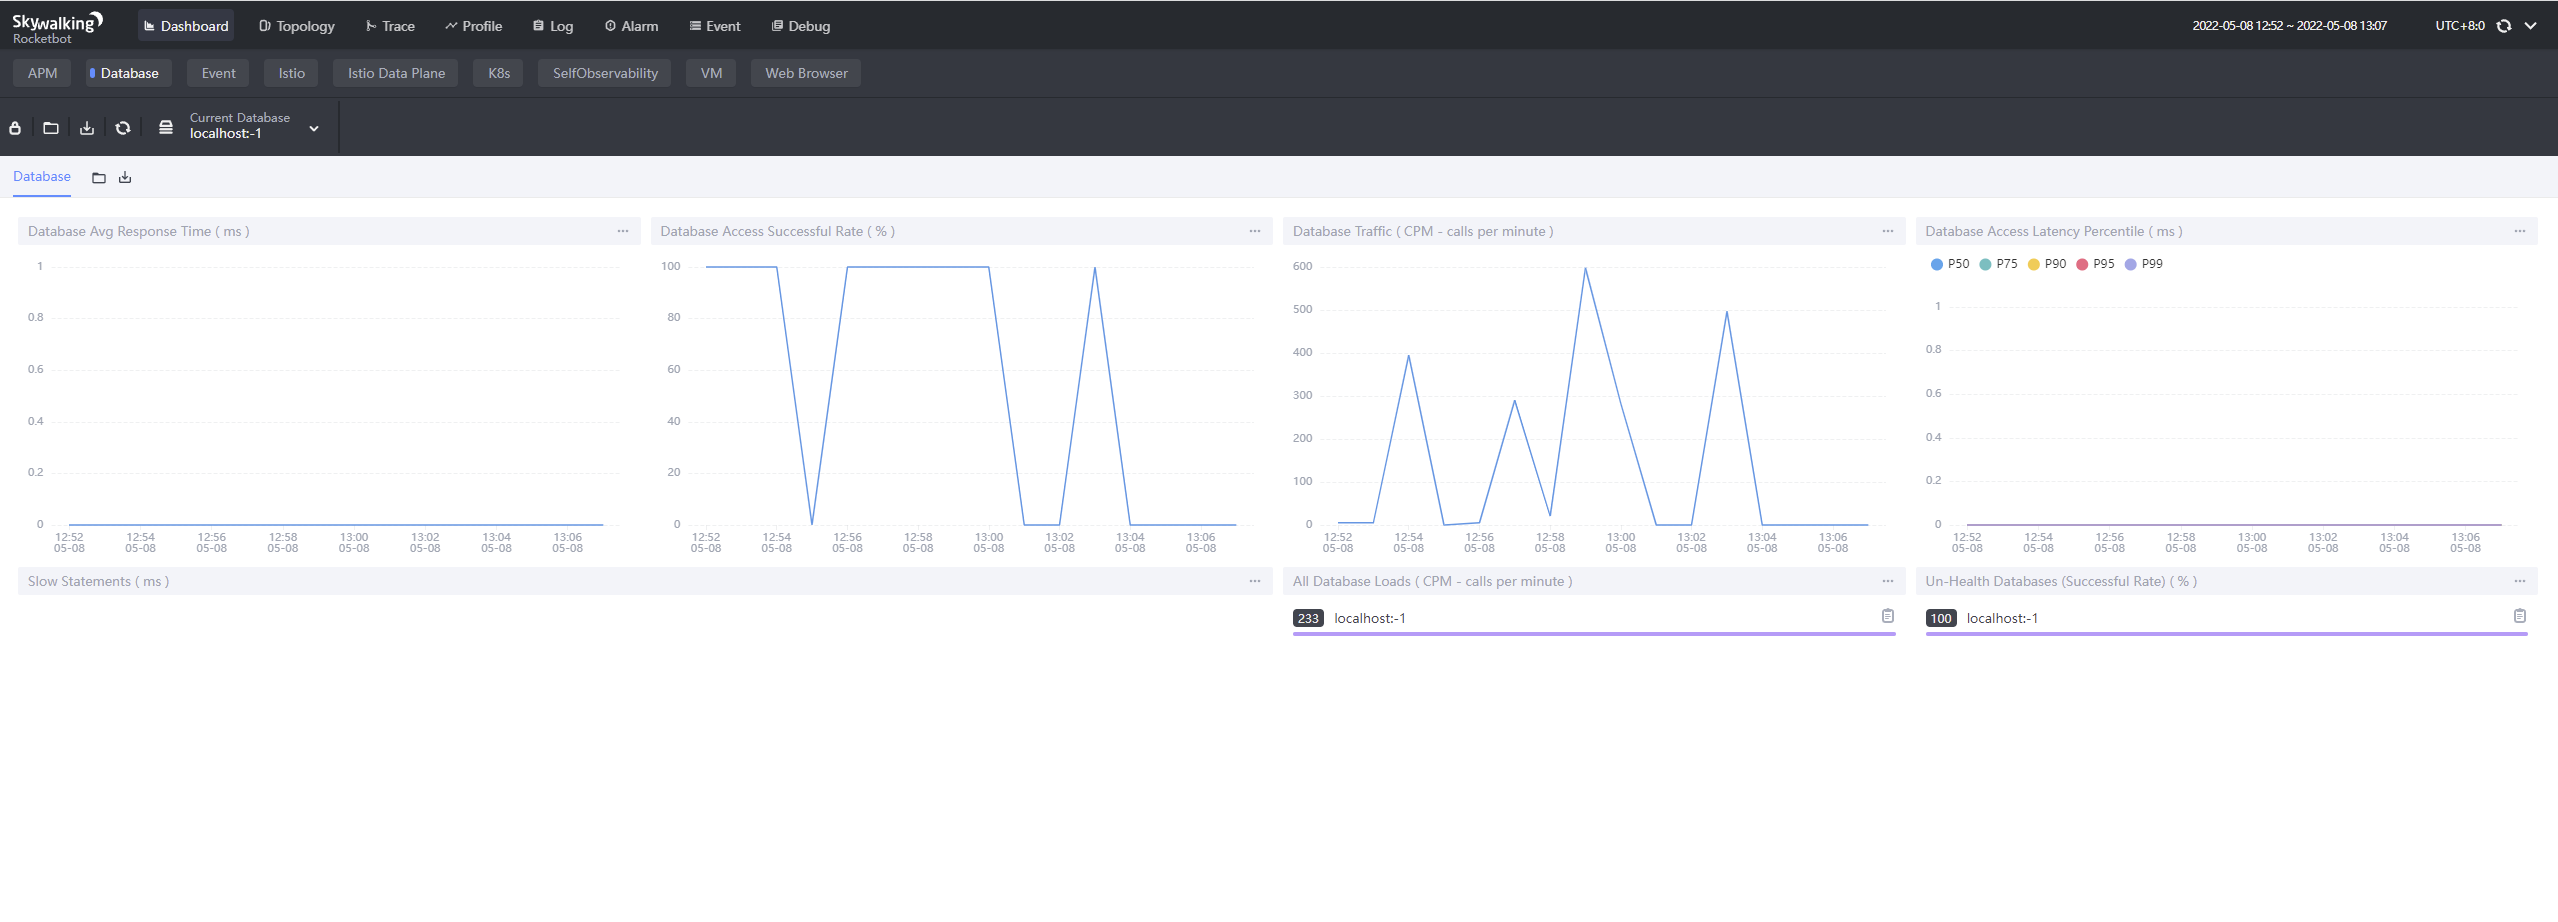 Skywalking
Rocketbot
Dashboard Topology Trace Profile Log Alarm Event Debug
2022-05-08 12:52 ~ 2022-05-08 13:07 UTC+8:0
APM Database Event Istio Istio Data Plane K8s SelfObservability VM Web Browser
Current Database
localhost:-1
Database
Database Avg Response Time ( ms )
1
0.8
0.6
0.4
0.2
0
12:52 12:54 12:56 12:58 13:00 13:02 13:04 13:06
05-08 05-08 05-08 05-08 05-08 05-08 05-08 05-08
Database Access Successful Rate ( % )
100
80
60
40
20
0
12:52 12:54 12:56 12:58 13:00 13:02 13:04 13:06
05-08 05-08 05-08 05-08 05-08 05-08 05-08 05-08
Database Traffic ( CPM - calls per minute )
600
500
400
300
200
100
0
12:52 12:54 12:56 12:58 13:00 13:02 13:04 13:06
05-08 05-08 05-08 05-08 05-08 05-08 05-08 05-08
Database Access Latency Percentile ( ms )
P50 P75 P90 P95 P99
1
0.8
0.6
0.4
0.2
0
12:52 12:54 12:56 12:58 13:00 13:02 13:04 13:06
05-08 05-08 05-08 05-08 05-08 05-08 05-08 05-08
Slow Statements ( ms )
All Database Loads ( CPM - calls per minute )
233 localhost:-1
Un-Health Databases (Successful Rate) ( % )
100 localhost:-1